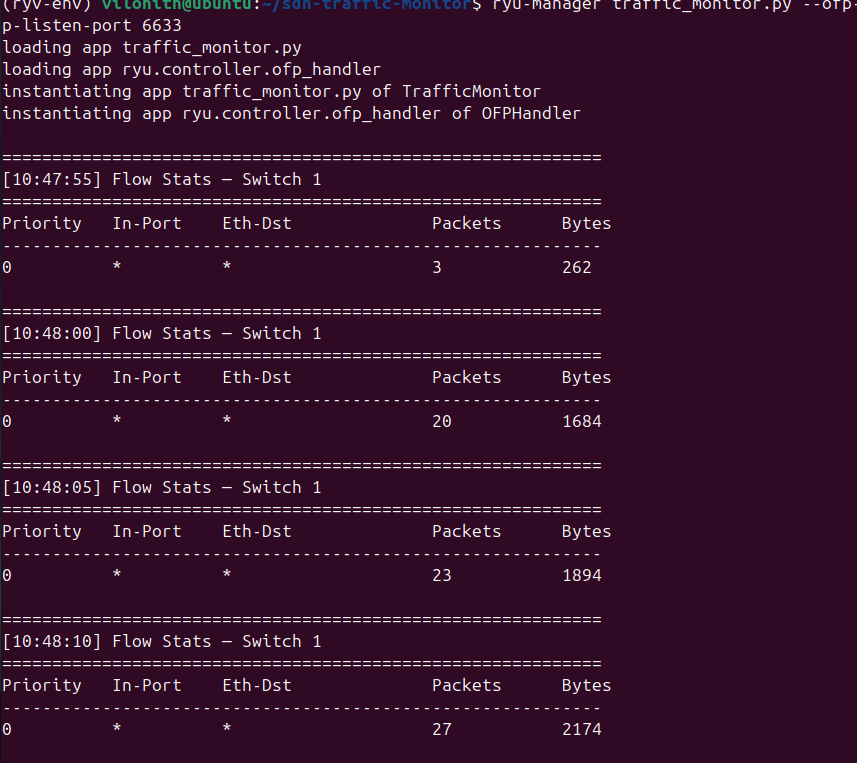 (ryv-env) vilohith@ubuntu:~/sdn-traffic-monitor$ ryu-manager traffic_monitor.py --ofp-
p-listen-port 6633
loading app traffic_monitor.py
loading app ryu.controller.ofp_handler
instantiating app traffic_monitor.py of TrafficMonitor
instantiating app ryu.controller.ofp_handler of OFPHandler
============================================================
[10:47:55] Flow Stats — Switch 1
============================================================
Priority   In-Port    Eth-Dst              Packets      Bytes
------------------------------------------------------------
0          *          *                    3            262
============================================================
[10:48:00] Flow Stats — Switch 1
============================================================
Priority   In-Port    Eth-Dst              Packets      Bytes
------------------------------------------------------------
0          *          *                    20           1684
============================================================
[10:48:05] Flow Stats — Switch 1
============================================================
Priority   In-Port    Eth-Dst              Packets      Bytes
------------------------------------------------------------
0          *          *                    23           1894
============================================================
[10:48:10] Flow Stats — Switch 1
============================================================
Priority   In-Port    Eth-Dst              Packets      Bytes
------------------------------------------------------------
0          *          *                    27           2174